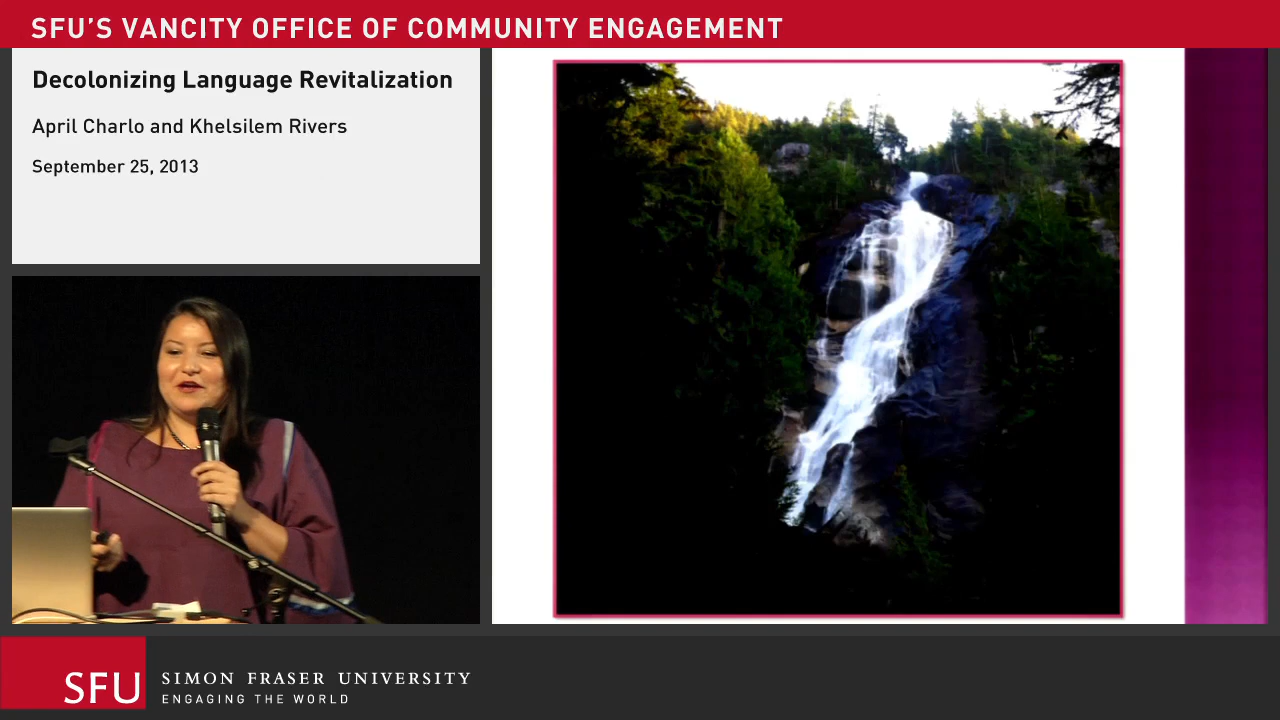 SFU'S VANCITY OFFICE OF COMMUNITY ENGAGEMENT
Decolonizing Language Revitalization
April Charlo and Khelsilem Rivers
September 25, 2013
SFU
SIMON FRASER UNIVERSITY
ENGAGING THE WORLD